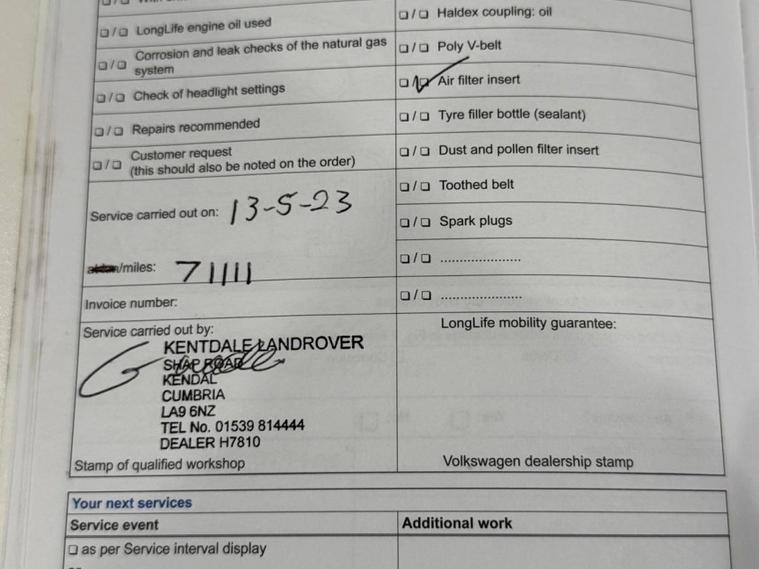 ☐/☐ LongLife engine oil used
☐/☐ Corrosion and leak checks of the natural gas
system
☐/☐ Check of headlight settings
☐/☐ Repairs recommended
☐/☐ Customer request
(this should also be noted on the order)
Service carried out on: 13-5-23
/miles: 71111
Invoice number:
Service carried out by:
KENTDALE LANDROVER
SHAP ROAD
KENDAL
CUMBRIA
LA9 6NZ
TEL No. 01539 814444
DEALER H7810
Stamp of qualified workshop
☐/☐ Haldex coupling: oil
☐/☐ Poly V-belt
☐/☑ Air filter insert
☐/☐ Tyre filler bottle (sealant)
☐/☐ Dust and pollen filter insert
☐/☐ Toothed belt
☐/☐ Spark plugs
☐/☐ ......................
☐/☐ ......................
LongLife mobility guarantee:
Volkswagen dealership stamp
Your next services
Service event
Additional work
☐ as per Service interval display